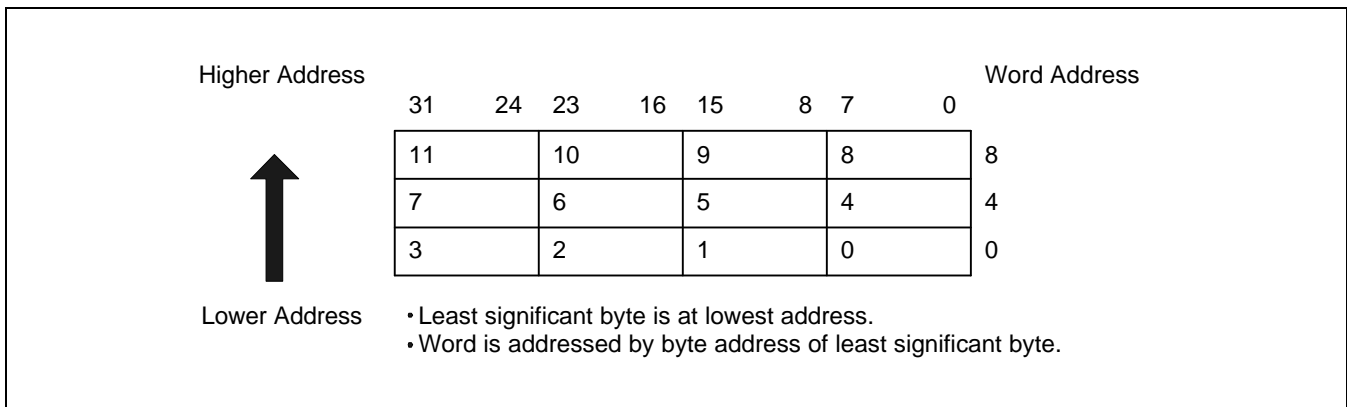 Higher Address Word Address
31 24 23 16 15 8 7 0
11 10 9 8 8
7 6 5 4 4
3 2 1 0 0
Lower Address • Least significant byte is at lowest address.
• Word is addressed by byte address of least significant byte.